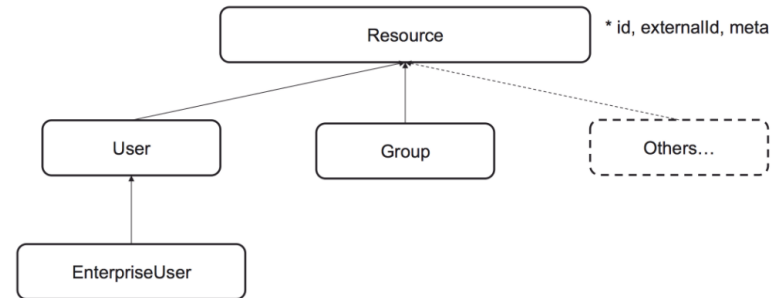 Resource
* id, externalId, meta
User
Group
Others…
EnterpriseUser